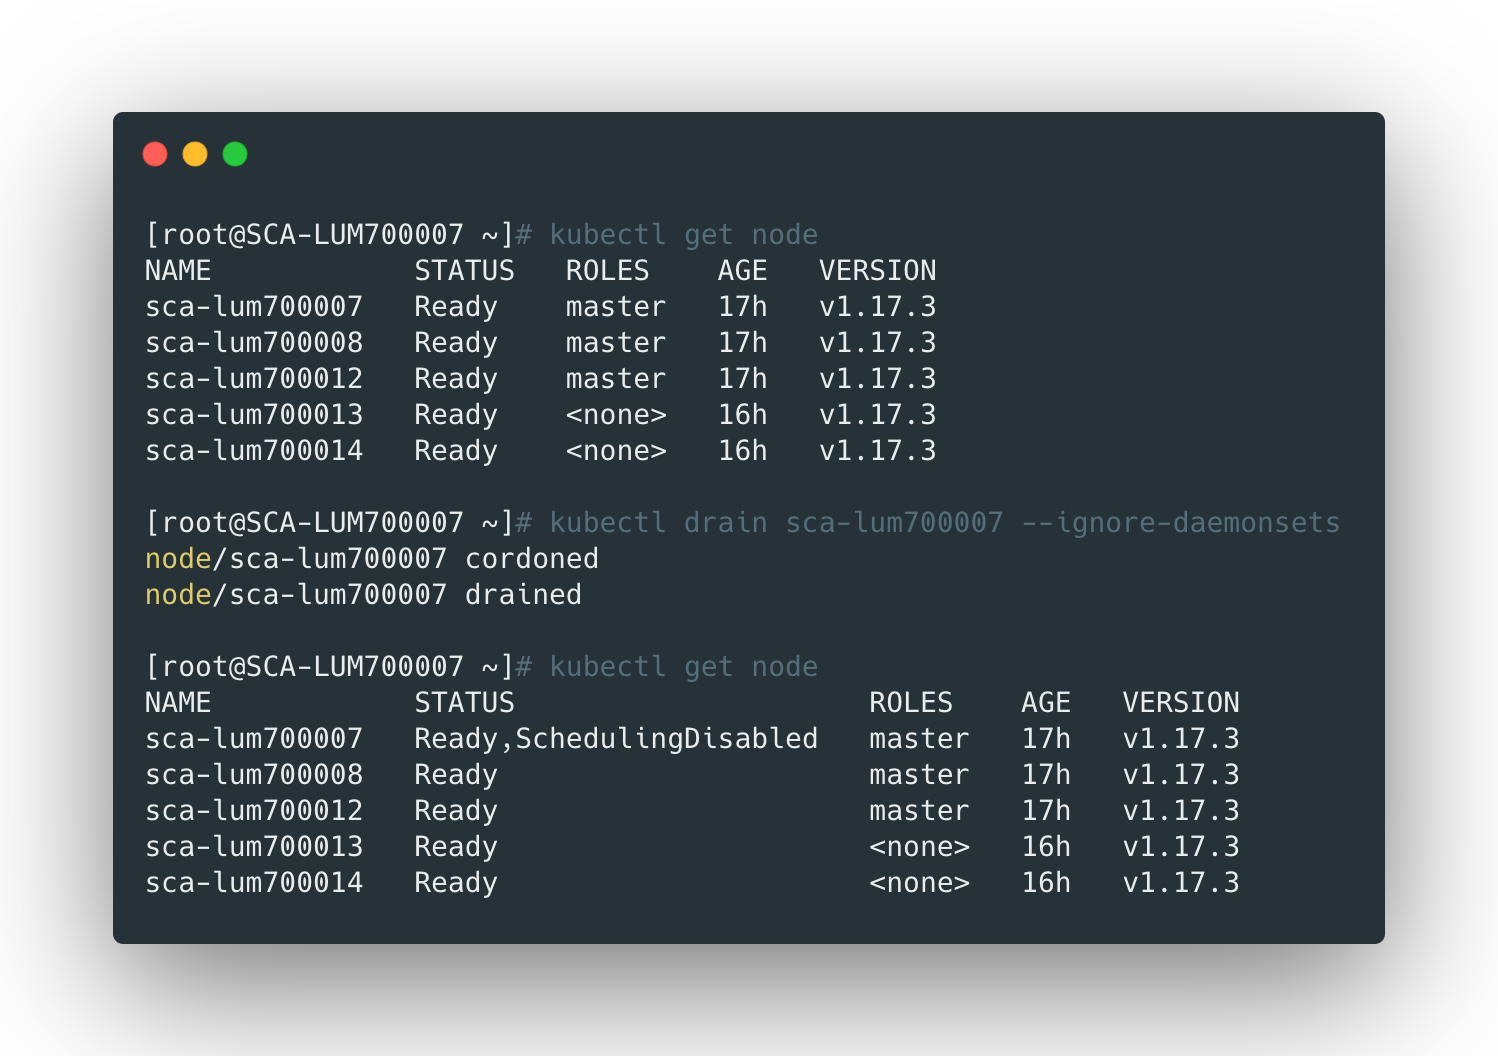 [root@SCA-LUM700007 ~]# kubectl get node
NAME            STATUS   ROLES    AGE   VERSION
sca-lum700007   Ready    master   17h   v1.17.3
sca-lum700008   Ready    master   17h   v1.17.3
sca-lum700012   Ready    master   17h   v1.17.3
sca-lum700013   Ready    <none>   16h   v1.17.3
sca-lum700014   Ready    <none>   16h   v1.17.3
[root@SCA-LUM700007 ~]# kubectl drain sca-lum700007 --ignore-daemonsets
node/sca-lum700007 cordoned
node/sca-lum700007 drained
[root@SCA-LUM700007 ~]# kubectl get node
NAME            STATUS                     ROLES    AGE   VERSION
sca-lum700007   Ready,SchedulingDisabled   master   17h   v1.17.3
sca-lum700008   Ready                      master   17h   v1.17.3
sca-lum700012   Ready                      master   17h   v1.17.3
sca-lum700013   Ready                      <none>   16h   v1.17.3
sca-lum700014   Ready                      <none>   16h   v1.17.3